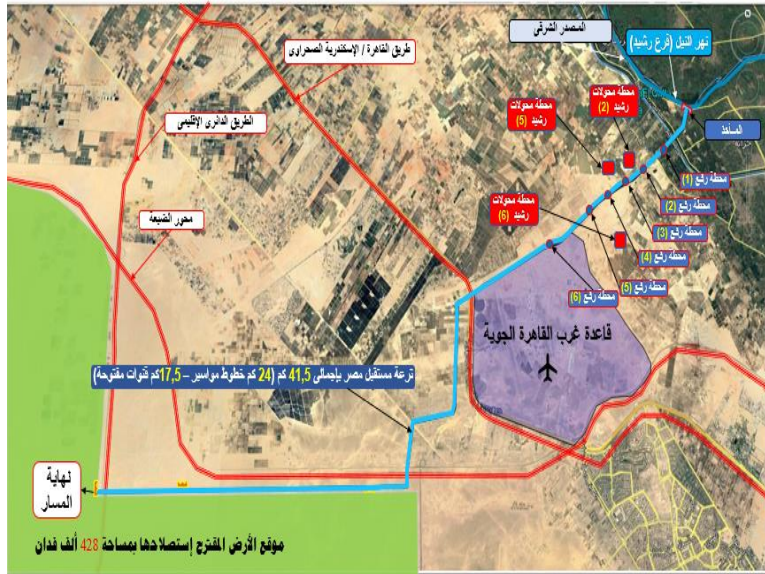 المصدر الشرقي
نهر النيل (فرع رشيد)
طريق القاهرة / الإسكندرية الصحراوى
محطة محولات
رشيد (2)
محطة محولات
رشيد (5)
المأخذ
الطريق الدائرى الإقليمى
محطة رفع (1)
محطة رفع (2)
محور الضبعه
محطة محولات
رشيد (6)
محطة رفع (3)
محطة رفع (4)
محطة رفع (5)
محطة رفع (6)
قاعدة غرب القاهرة الجوية
ترعة مستقبل مصر بإجمالى 41,5 كم (24 كم خطوط مواسير – 17,5كم قنوات مفتوحة)
نهاية
المسار
موقع الأرض المقترح إستصلاحها بمساحة 428 ألف فدان